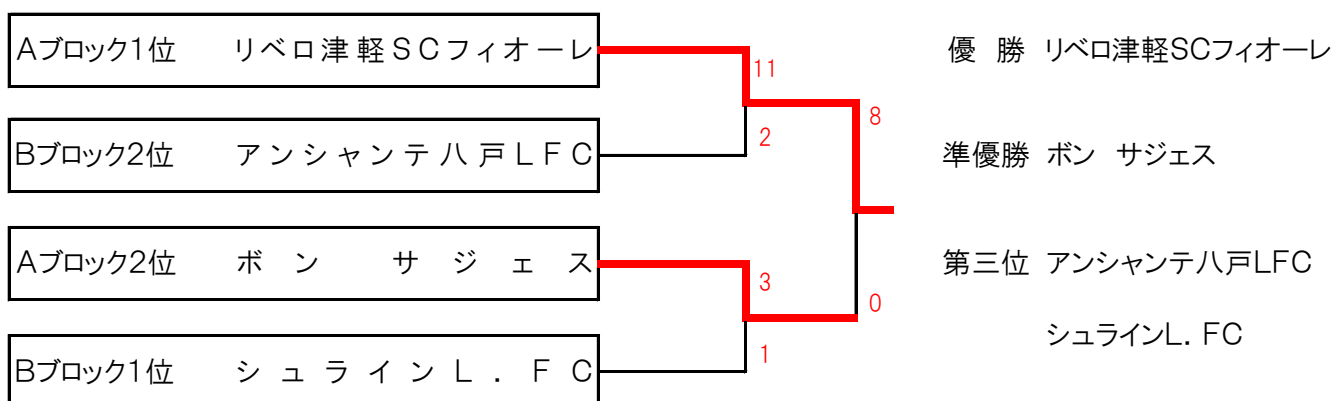 Aブロック1位 リベロ津軽SCフィオーレ
11
2
Bブロック2位 アンシャンテ八戸LFC
8
Aブロック2位 ボン サジェス
3
1
Bブロック1位 シュラインL．FC
0
優 勝 リベロ津軽SCフィオーレ
準優勝 ボン サジェス
第三位 アンシャンテ八戸LFC
シュラインL．FC